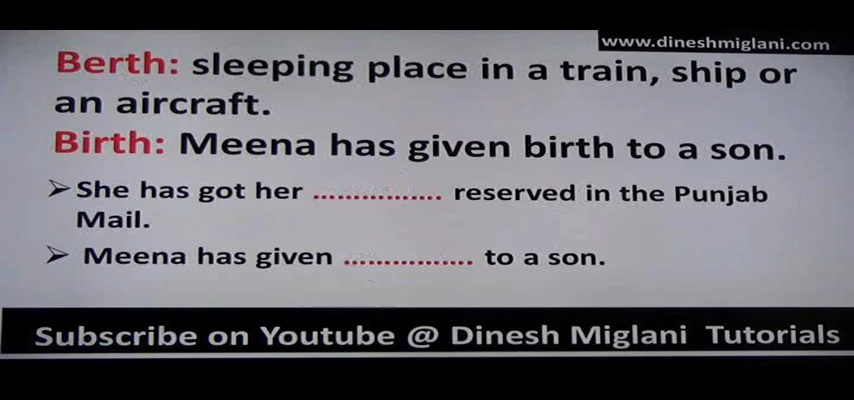 www.dineshmiglani.com
Berth: sleeping place in a train, ship or
an aircraft.
Birth: Meena has given birth to a son.
➢ She has got her ................ reserved in the Punjab
Mail.
➢ Meena has given ................ to a son.
Subscribe on Youtube @ Dinesh Miglani Tutorials